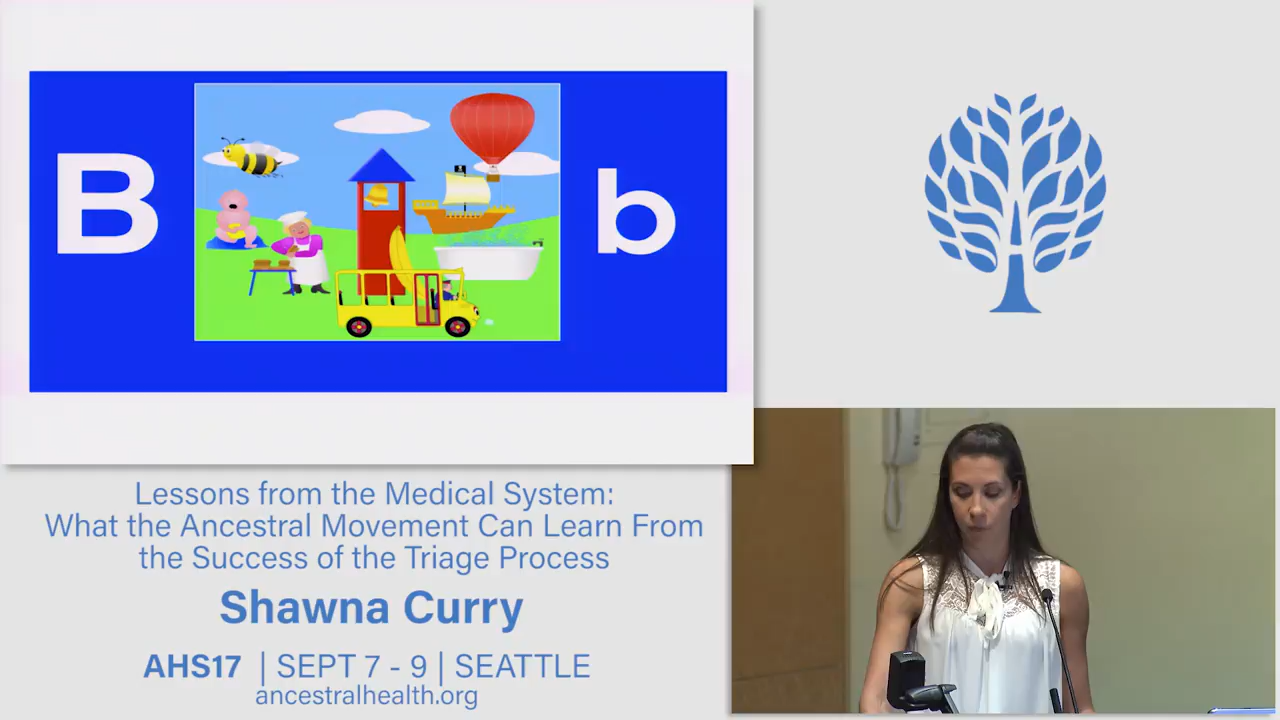 B b
Lessons from the Medical System:
What the Ancestral Movement Can Learn From
the Success of the Triage Process
Shawna Curry
AHS17 | SEPT 7 - 9 | SEATTLE
ancestralhealth.org